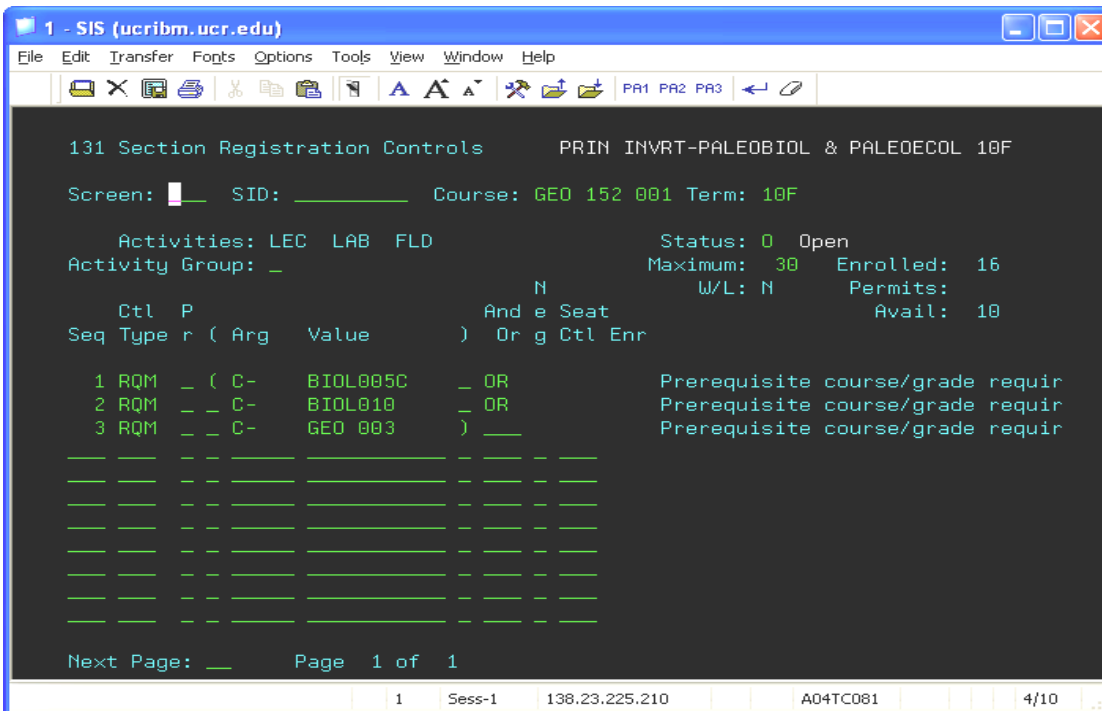 1 - SIS (ucribm.ucr.edu)
File Edit Transfer Fonts Options Tools View Window Help
PA1 PA2 PA3
131 Section Registration Controls PRIN INVRT-PALEOBIOL & PALEOECOL 10F
Screen: ___ SID: _________ Course: GEO 152 001 Term: 10F
Activities: LEC LAB FLD Status: O Open
Activity Group: _ Maximum: 30 Enrolled: 16
N W/L: N Permits:
Ctl P And e Seat Avail: 10
Seq Type r ( Arg Value ) Or g Ctl Enr
1 RQM _ ( C- BIOL005C _ OR Prerequisite course/grade requir
2 RQM _ _ C- BIOL010 _ OR Prerequisite course/grade requir
3 RQM _ _ C- GEO 003 ) ___ Prerequisite course/grade requir
Next Page: __ Page 1 of 1
1 Sess-1 138.23.225.210 A04TC081 4/10